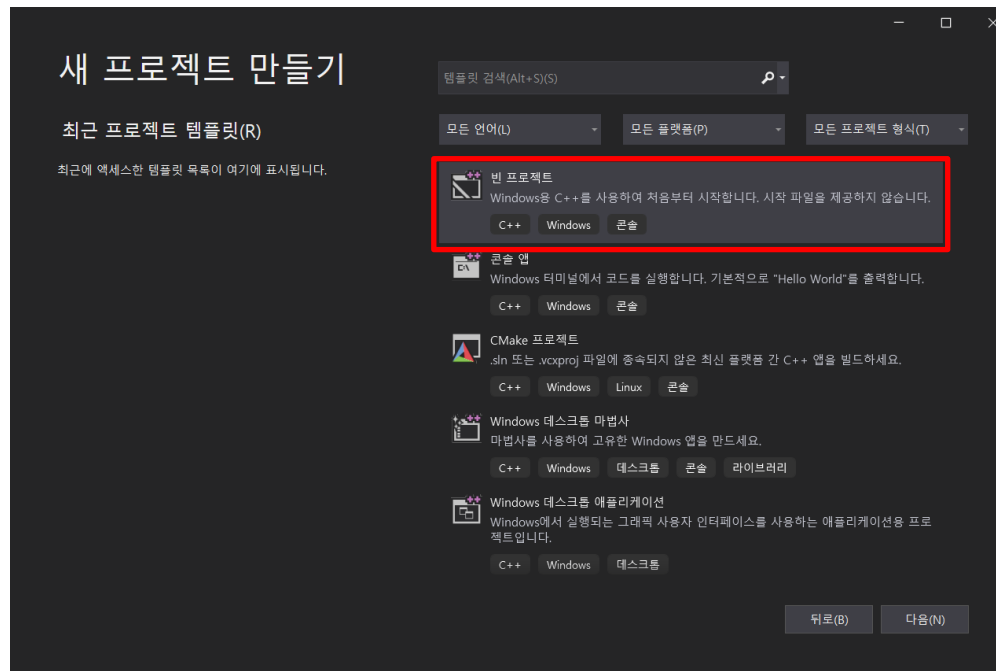 새 프로젝트 만들기
최근 프로젝트 템플릿(R)
최근에 액세스한 템플릿 목록이 여기에 표시됩니다.
템플릿 검색(Alt+S)(S)
모든 언어(L)
모든 플랫폼(P)
모든 프로젝트 형식(T)
빈 프로젝트
Windows용 C++를 사용하여 처음부터 시작합니다. 시작 파일을 제공하지 않습니다.
C++ Windows 콘솔
콘솔 앱
Windows 터미널에서 코드를 실행합니다. 기본적으로 "Hello World"를 출력합니다.
C++ Windows 콘솔
CMake 프로젝트
.sln 또는 .vcxproj 파일에 종속되지 않은 최신 플랫폼 간 C++ 앱을 빌드하세요.
C++ Windows Linux 콘솔
Windows 데스크톱 마법사
마법사를 사용하여 고유한 Windows 앱을 만드세요.
C++ Windows 데스크톱 콘솔 라이브러리
Windows 데스크톱 애플리케이션
Windows에서 실행되는 그래픽 사용자 인터페이스를 사용하는 애플리케이션용 프로
젝트입니다.
C++ Windows 데스크톱
뒤로(B)
다음(N)